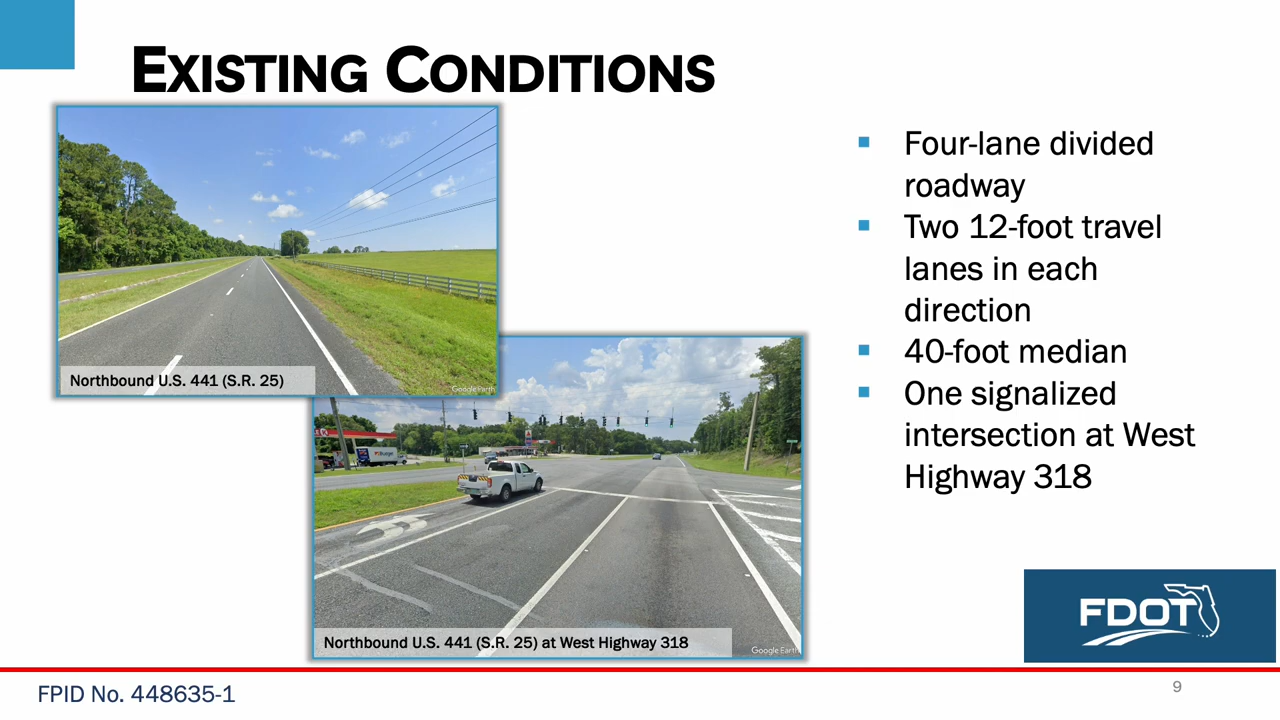 EXISTING CONDITIONS
Four-lane divided
roadway
Two 12-foot travel
lanes in each
direction
40-foot median
One signalized
intersection at West
Highway 318
Northbound U.S. 441 (S.R. 25)
Google Earth
Northbound U.S. 441 (S.R. 25) at West Highway 318
Google Earth
FDOT
FPID No. 448635-1
9